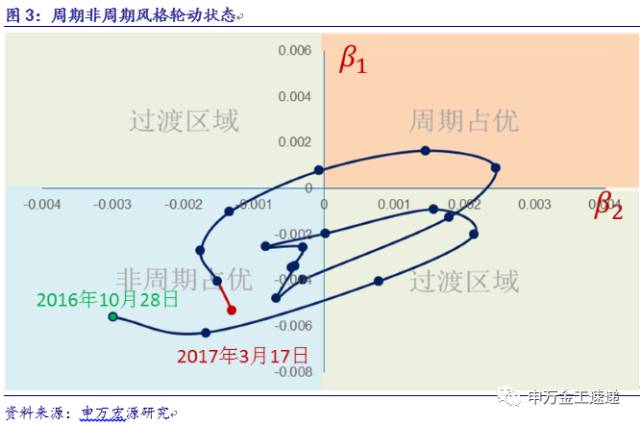 图 3：周期非周期风格轮动状态
0.006
β1
0.004
过渡区域
周期占优
0.002
0
-0.004
-0.003
-0.002
-0.001
0
0.001
0.002
0.003
0.004
β2
-0.002
非周期占优
过渡区域
-0.004
2016年10月28日
-0.006
2017年3月17日
-0.008
申万金工速递
资料来源：申万宏源研究